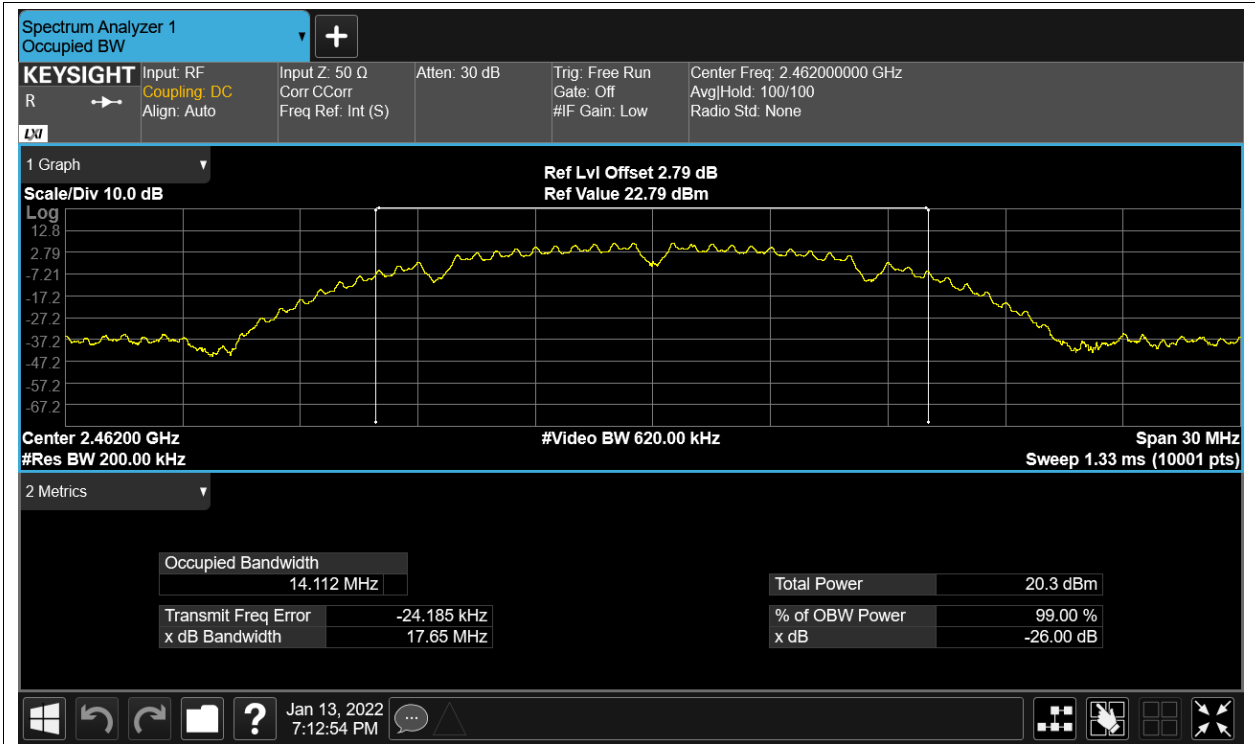 Spectrum Analyzer 1
Occupied BW
KEYSIGHT
R
LXI
Input: RF
Coupling: DC
Align: Auto
Input Z: 50 Ω
Corr CCorr
Freq Ref: Int (S)
Atten: 30 dB
Trig: Free Run
Gate: Off
#IF Gain: Low
Center Freq: 2.462000000 GHz
Avg|Hold: 100/100
Radio Std: None
1 Graph
Scale/Div 10.0 dB
Ref Lvl Offset 2.79 dB
Ref Value 22.79 dBm
Log
12.8
2.79
-7.21
-17.2
-27.2
-37.2
-47.2
-57.2
-67.2
Center 2.46200 GHz
#Video BW 620.00 kHz
Span 30 MHz
#Res BW 200.00 kHz
Sweep 1.33 ms (10001 pts)
2 Metrics
Occupied Bandwidth
14.112 MHz
Total Power 20.3 dBm
Transmit Freq Error -24.185 kHz
% of OBW Power 99.00 %
x dB Bandwidth 17.65 MHz
x dB -26.00 dB
?
Jan 13, 2022
7:12:54 PM